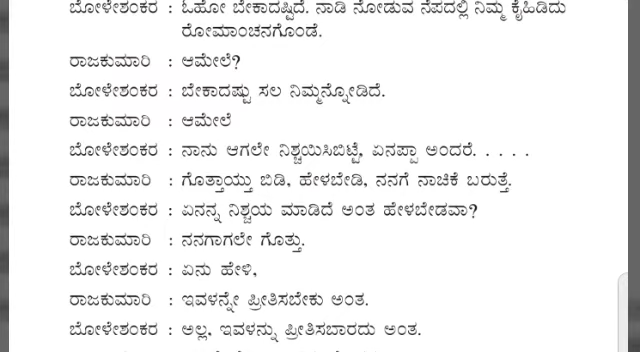 ಬೋಳೇಶಂಕರ : ಓಹೋ ಬೇಕಾದಷ್ಟಿದೆ. ನಾಡಿ ನೋಡುವ ನೆಪದಲ್ಲಿ ನಿಮ್ಮ ಕೈಹಿಡಿದು
ರೋಮಾಂಚನಗೊಂಡೆ.
ರಾಜಕುಮಾರಿ : ಆಮೇಲೆ?
ಬೋಳೇಶಂಕರ : ಬೇಕಾದಷ್ಟು ಸಲ ನಿಮ್ಮನ್ನೋಡಿದೆ.
ರಾಜಕುಮಾರಿ : ಆಮೇಲೆ
ಬೋಳೇಶಂಕರ : ನಾನು ಆಗಲೇ ನಿಶ್ಚಯಿಸಿಬಿಟ್ಟೆ, ಏನಪ್ಪಾ ಅಂದರೆ. . . . .
ರಾಜಕುಮಾರಿ : ಗೊತ್ತಾಯ್ತು ಬಿಡಿ, ಹೇಳಬೇಡಿ, ನನಗೆ ನಾಚಿಕೆ ಬರುತ್ತೆ.
ಬೋಳೇಶಂಕರ : ಏನನ್ನ ನಿಶ್ಚಯ ಮಾಡಿದೆ ಅಂತ ಹೇಳಬೇಡವಾ?
ರಾಜಕುಮಾರಿ : ನನಗಾಗಲೇ ಗೊತ್ತು.
ಬೋಳೇಶಂಕರ : ಏನು ಹೇಳಿ,
ರಾಜಕುಮಾರಿ : ಇವಳನ್ನೇ ಪ್ರೀತಿಸಬೇಕು ಅಂತ.
ಬೋಳೇಶಂಕರ : ಅಲ್ಲ, ಇವಳನ್ನು ಪ್ರೀತಿಸಬಾರದು ಅಂತ.